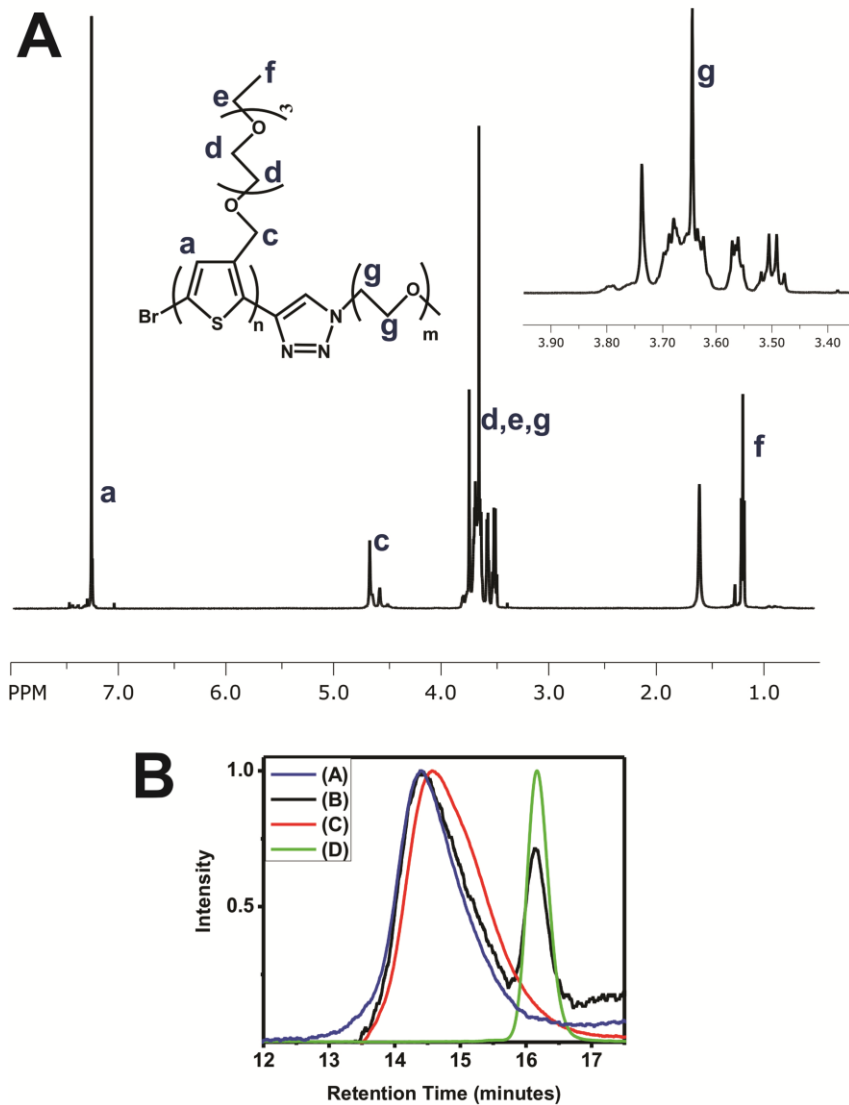 A
f
e
O
3
d
d
O
a
c
Br
S
n
g
N
O
g
m
N=N
g
3.90 3.80 3.70 3.60 3.50 3.40
a
c
d,e,g
f
PPM 7.0 6.0 5.0 4.0 3.0 2.0 1.0
B
(A)
(B)
(C)
(D)
1.0
0.5
Intensity
12 13 14 15 16 17
Retention Time (minutes)